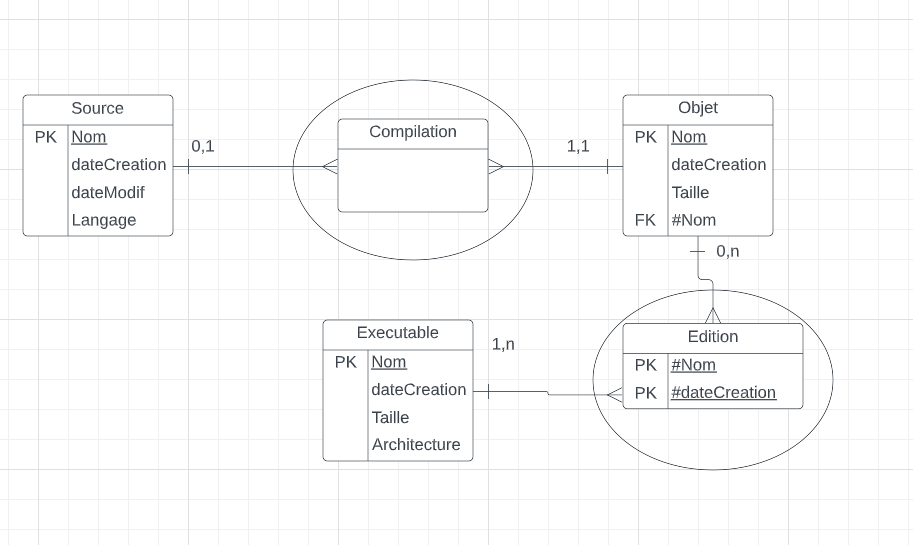 Source
PK Nom
dateCreation
dateModif
Langage
0,1
Compilation
1,1
Objet
PK Nom
dateCreation
Taille
FK #Nom
0,n
Executable
PK Nom
dateCreation
Taille
Architecture
1,n
Edition
PK #Nom
PK #dateCreation